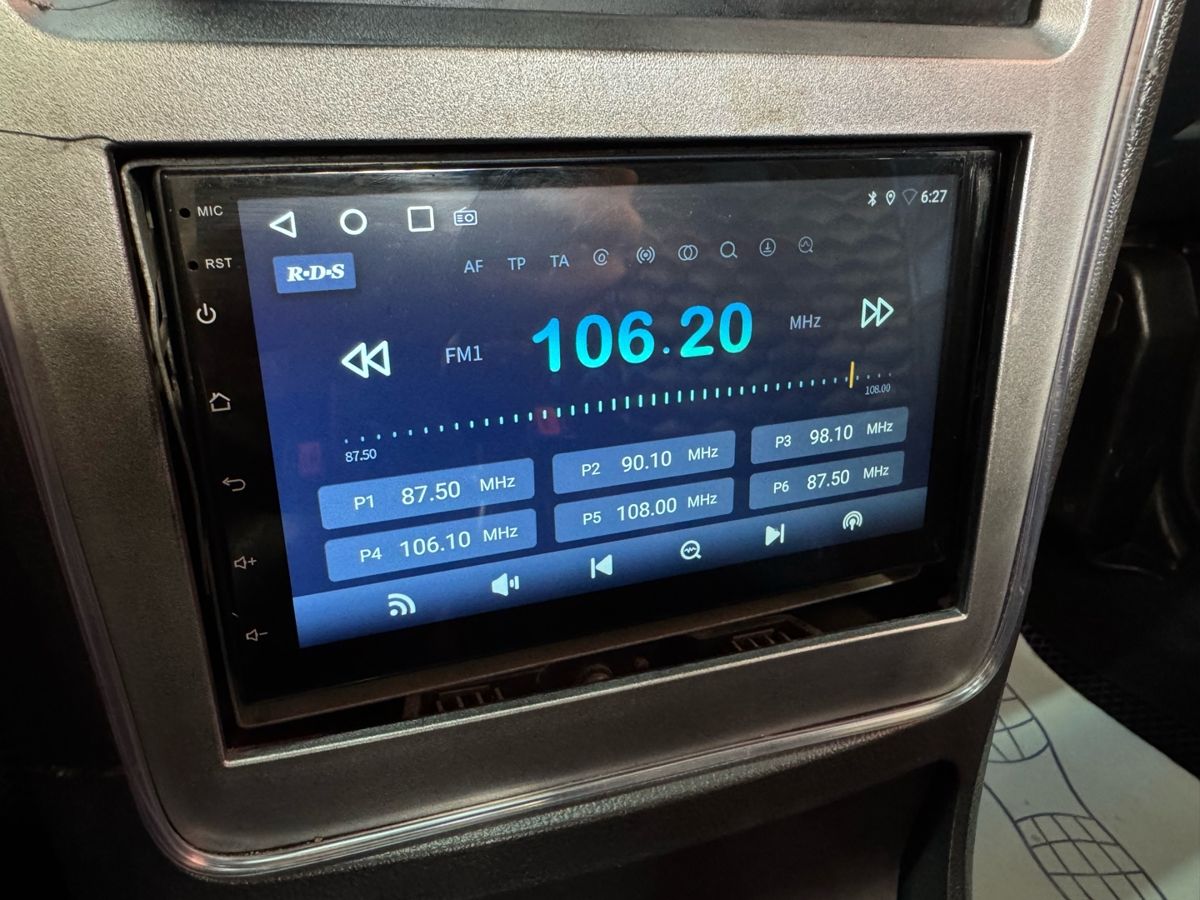 MIC
6:27
RST
R·D·S
AF TP TA
FM1 106.20 MHz
87.50 108.00
P1 87.50 MHz P2 90.10 MHz P3 98.10 MHz
P4 106.10 MHz P5 108.00 MHz P6 87.50 MHz